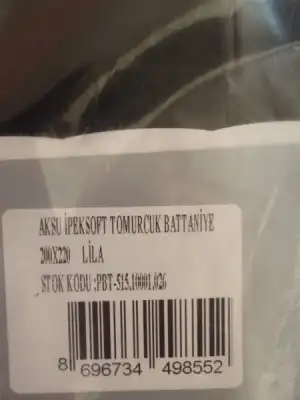 AKSU İPEKSOFT TOMURCUK BATTANİYE
200X220 LİLA
STOK KODU :PBT-515.10001.026
8 696734 498552